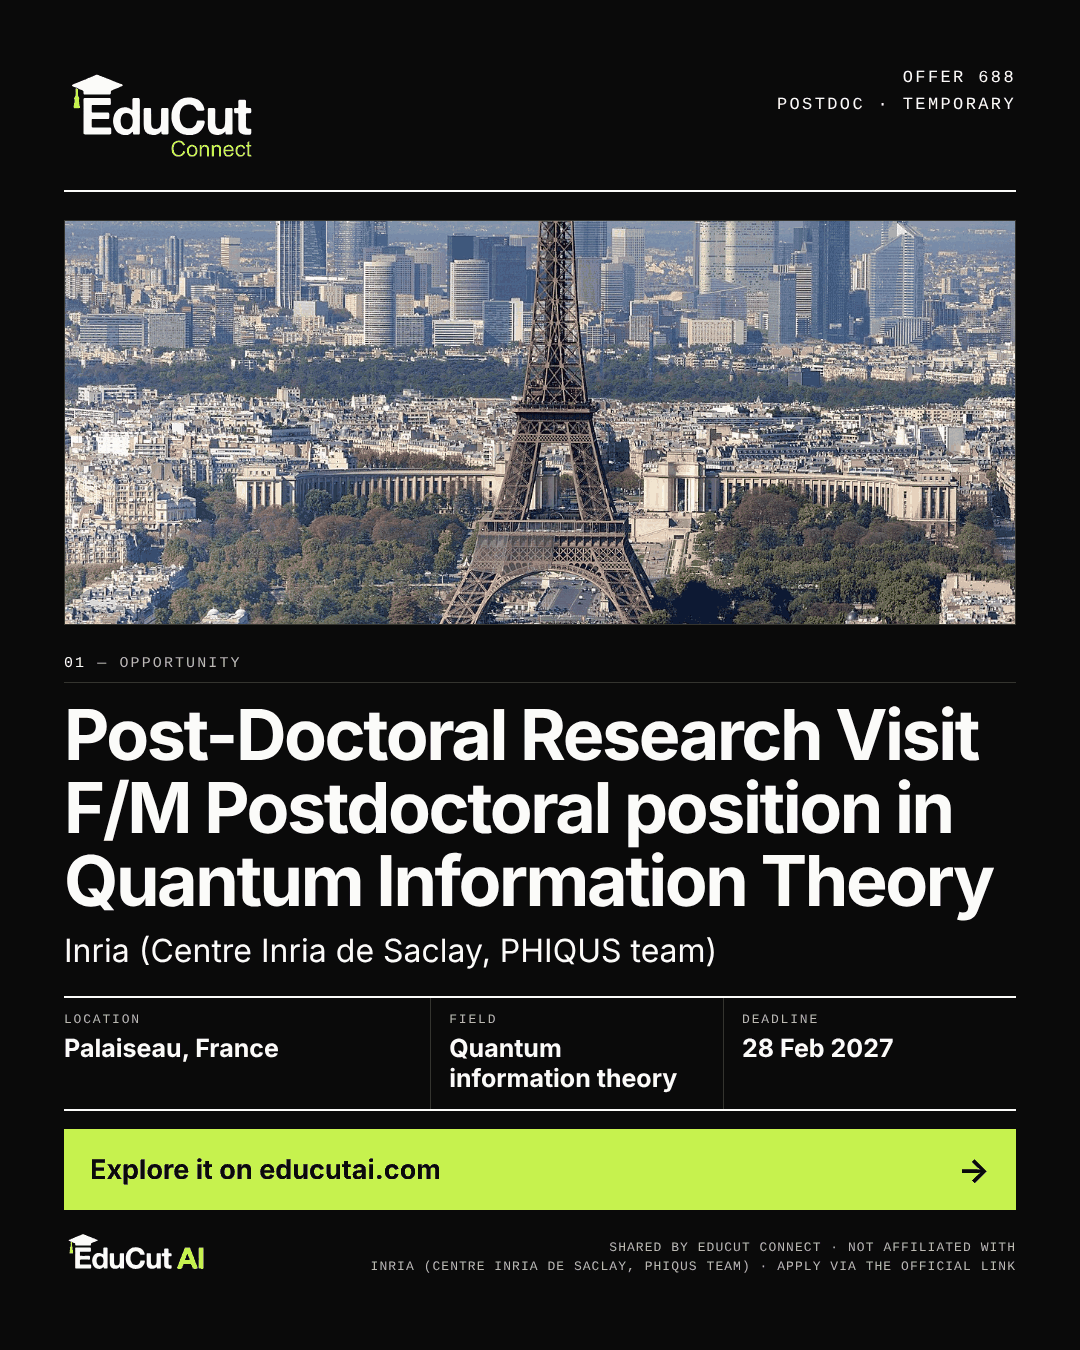 EduCut
Connect
OFFER 688
POSTDOC · TEMPORARY
01 — OPPORTUNITY
Post-Doctoral Research Visit
F/M Postdoctoral position in
Quantum Information Theory
Inria (Centre Inria de Saclay, PHIQUS team)
LOCATION
Palaiseau, France
FIELD
Quantum
information theory
DEADLINE
28 Feb 2027
Explore it on educutai.com →
EduCut AI
SHARED BY EDUCUT CONNECT · NOT AFFILIATED WITH
INRIA (CENTRE INRIA DE SACLAY, PHIQUS TEAM) · APPLY VIA THE OFFICIAL LINK